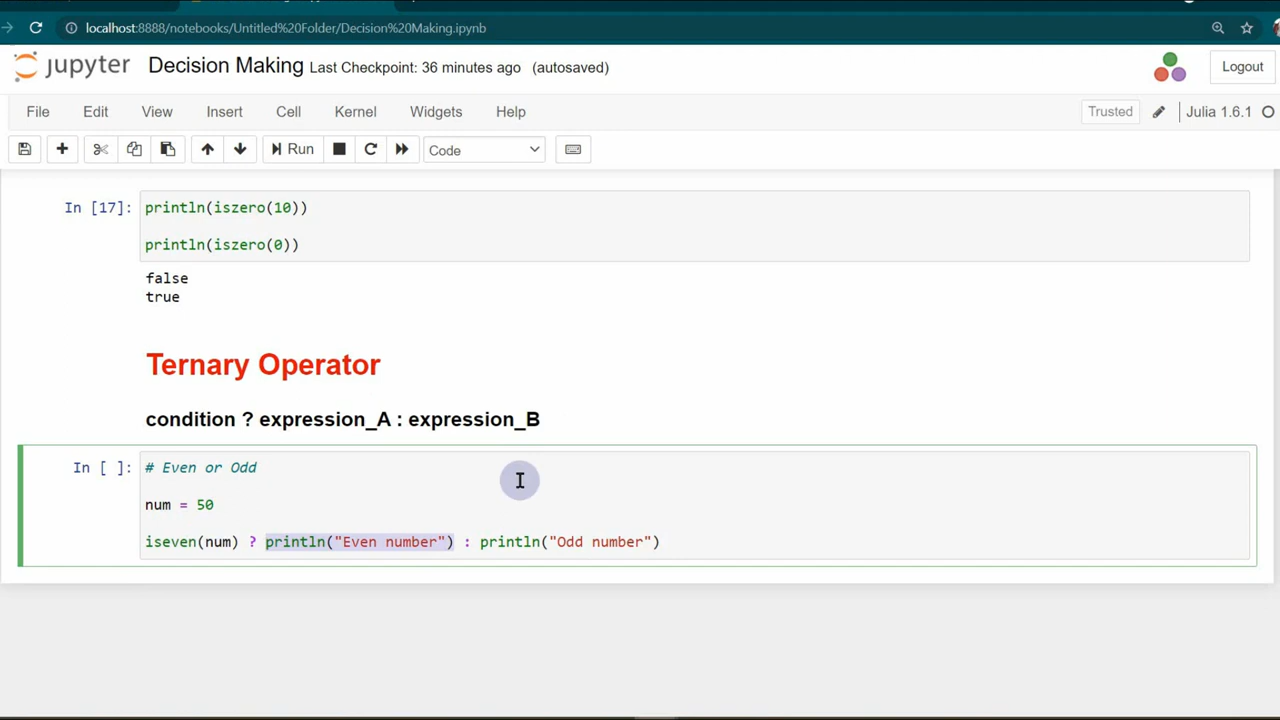 localhost:8888/notebooks/Untitled%20Folder/Decision%20Making.ipynb
jupyter Decision Making Last Checkpoint: 36 minutes ago (autosaved) Logout
File Edit View Insert Cell Kernel Widgets Help Trusted Julia 1.6.1
Run Code
In [17]: println(iszero(10))
println(iszero(0))
false
true
Ternary Operator
condition ? expression_A : expression_B
In [ ]: # Even or Odd
num = 50
iseven(num) ? println("Even number") : println("Odd number")